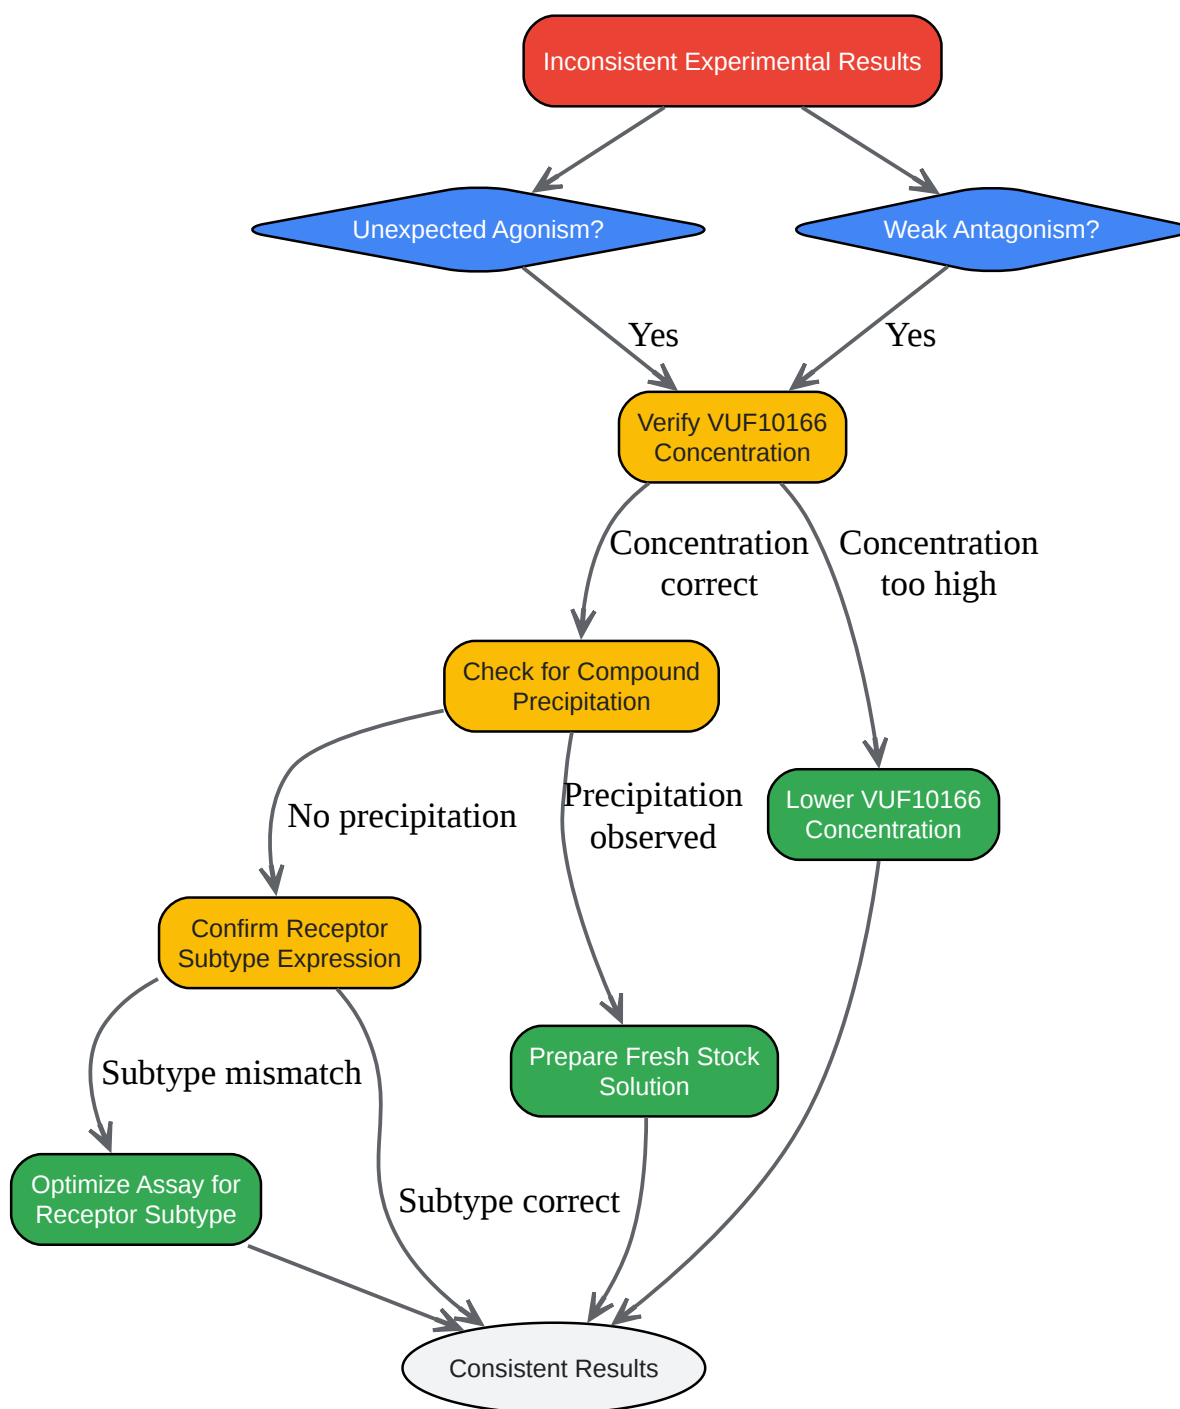 Inconsistent Experimental Results
Unexpected Agonism?
Weak Antagonism?
Yes
Yes
Verify VUF10166
Concentration
Concentration
correct
Concentration
too high
Check for Compound
Precipitation
No precipitation
Precipitation
observed
Lower VUF10166
Concentration
Confirm Receptor
Subtype Expression
Subtype mismatch
Prepare Fresh Stock
Solution
Optimize Assay for
Receptor Subtype
Subtype correct
Consistent Results